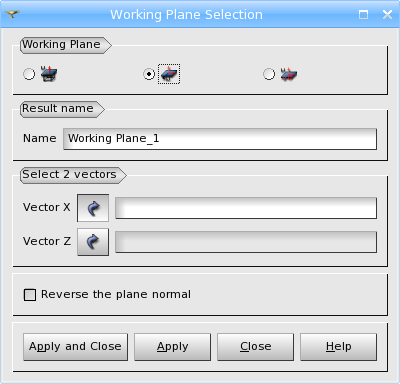 Working Plane Selection
Working Plane
Result name
Name Working Plane_1
Select 2 vectors
Vector X
Vector Z
Reverse the plane normal
Apply and Close Apply Close Help